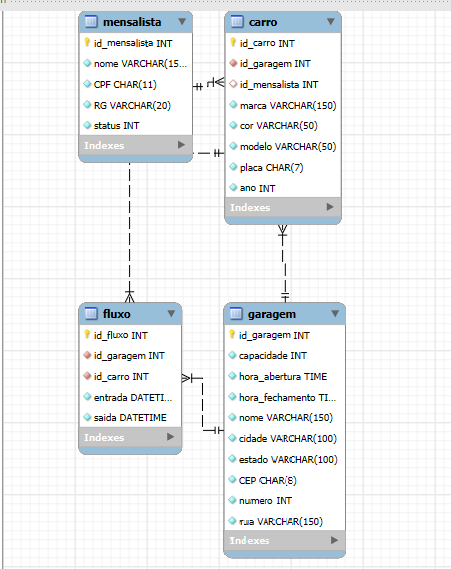 mensalista
id_mensalista INT
nome VARCHAR(15...
CPF CHAR(11)
RG VARCHAR(20)
status INT
Indexes
carro
id_carro INT
id_garagem INT
id_mensalista INT
marca VARCHAR(150)
cor VARCHAR(50)
modelo VARCHAR(50)
placa CHAR(7)
ano INT
Indexes
fluxo
id_fluxo INT
id_garagem INT
id_carro INT
entrada DATETI...
saida DATETIME
Indexes
garagem
id_garagem INT
capacidade INT
hora_abertura TIME
hora_fechamento TI...
nome VARCHAR(150)
cidade VARCHAR(100)
estado VARCHAR(100)
CEP CHAR(8)
numero INT
rua VARCHAR(150)
Indexes